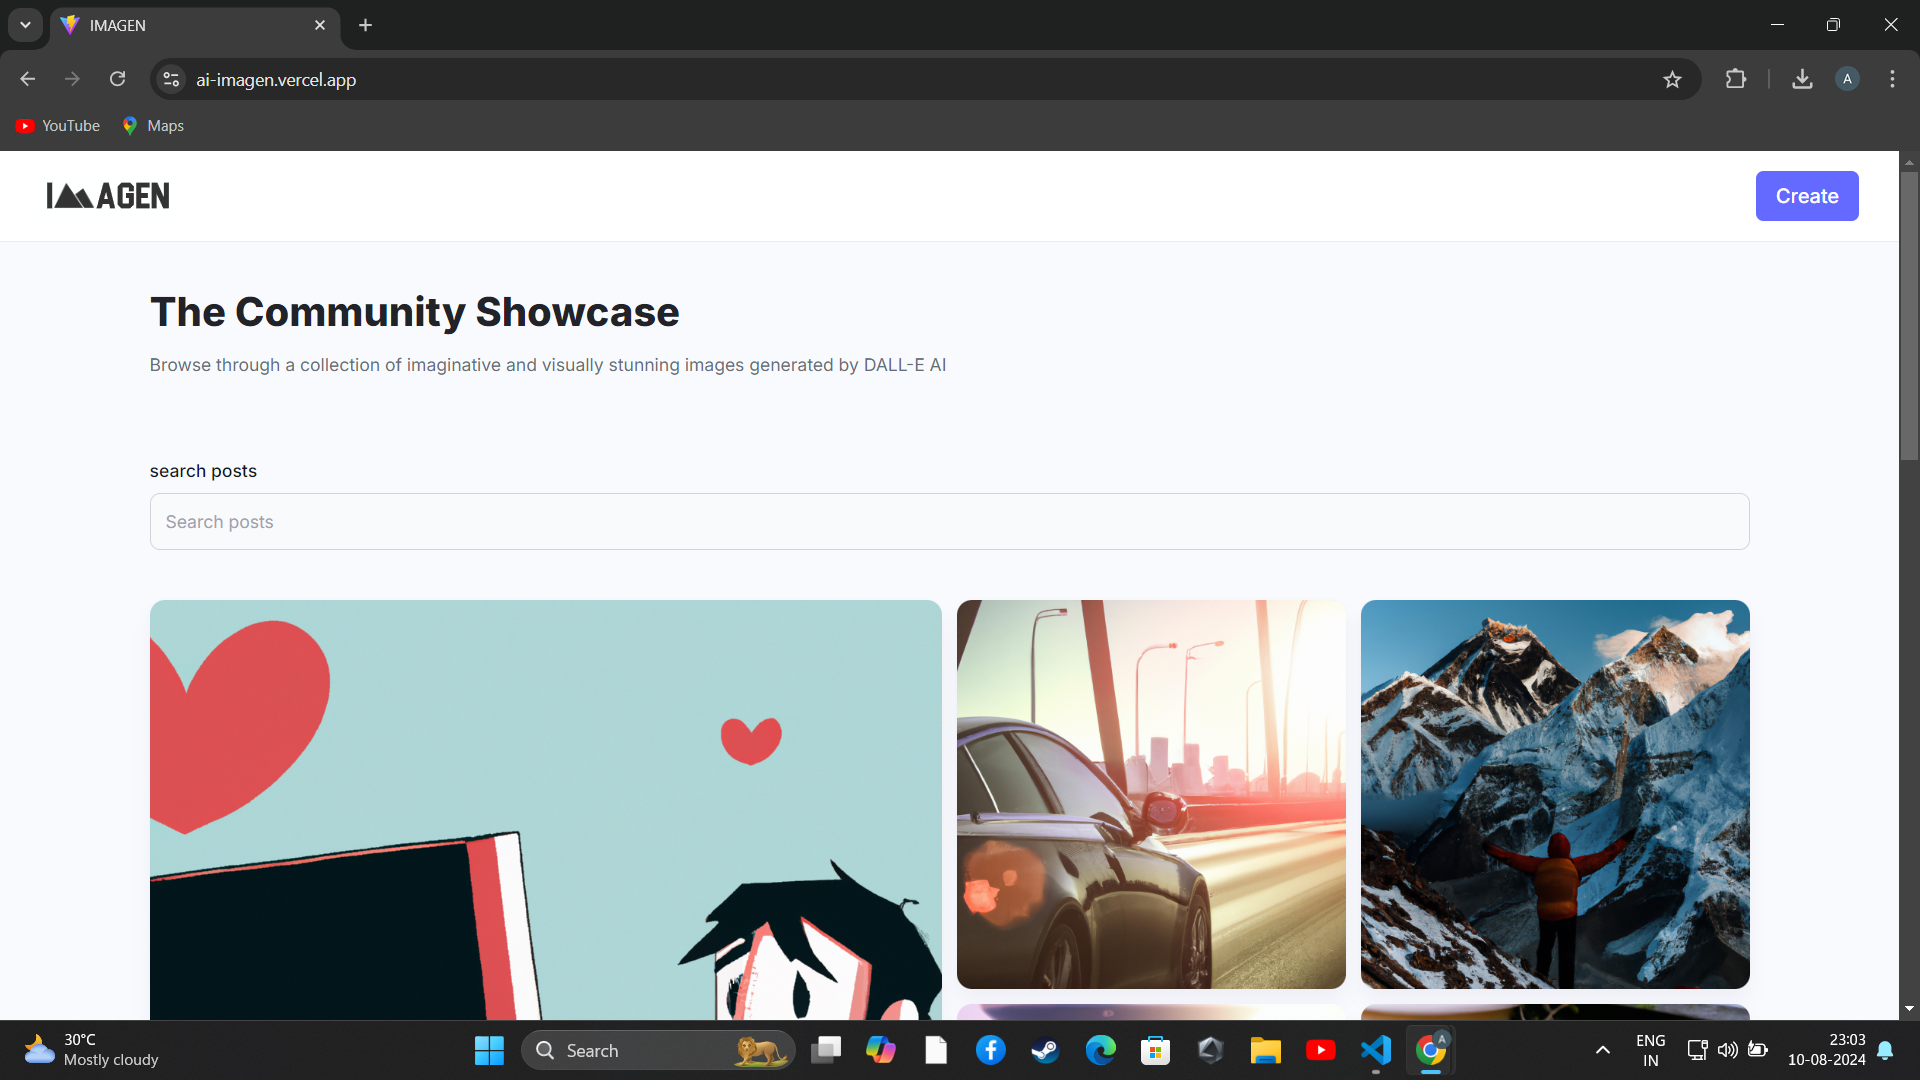 IMAGEN
ai-imagen.vercel.app
A
YouTube
Maps
IMAGEN
Create
The Community Showcase
Browse through a collection of imaginative and visually stunning images generated by DALL-E AI
search posts
Search posts
30°C
Mostly cloudy
Search
A
ENG
IN
23:03
10-08-2024